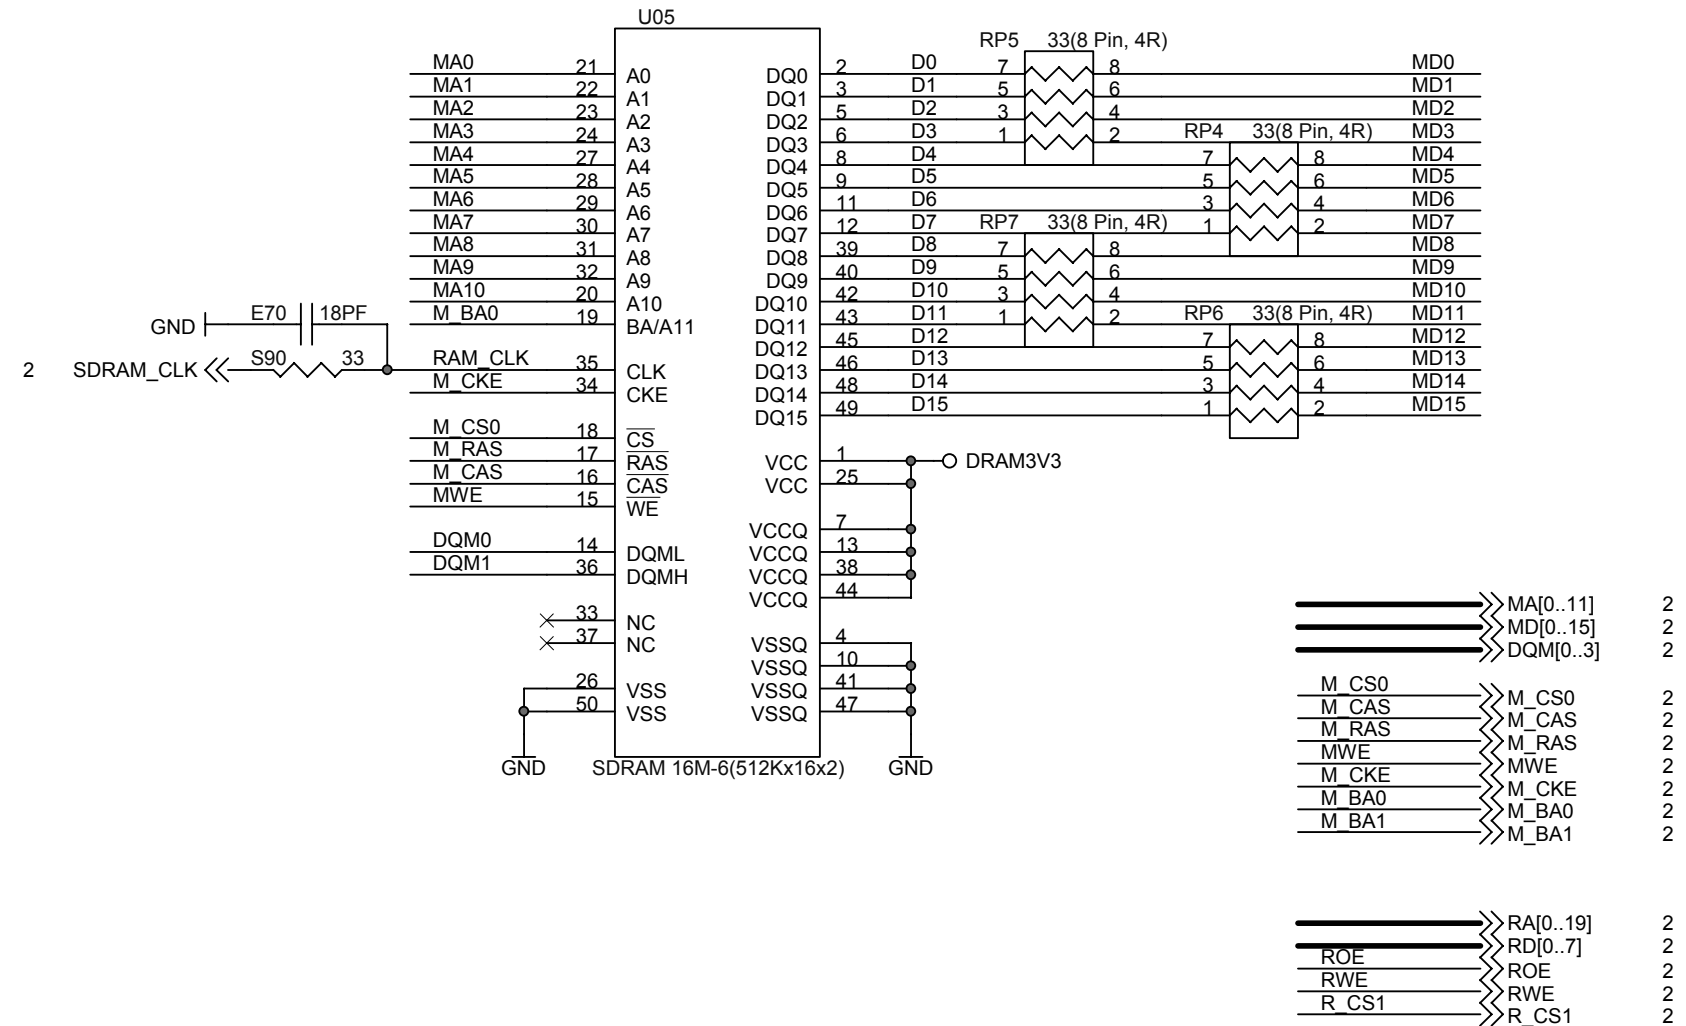 U05
RP5 33(8 Pin, 4R)
MA0 21 A0 DQ0 2 D0 7 8 MD0
MA1 22 A1 DQ1 3 D1 5 6 MD1
MA2 23 A2 DQ2 5 D2 3 4 MD2
MA3 24 A3 DQ3 6 D3 1 2 RP4 33(8 Pin, 4R) MD3
MA4 27 A4 DQ4 8 D4 7 8 MD4
MA5 28 A5 DQ5 9 D5 5 6 MD5
MA6 29 A6 DQ6 11 D6 3 4 MD6
MA7 30 A7 DQ7 12 D7 RP7 33(8 Pin, 4R) 1 2 MD7
MA8 31 A8 DQ8 39 D8 7 8 MD8
MA9 32 A9 DQ9 40 D9 5 6 MD9
MA10 20 A10 DQ10 42 D10 3 4 MD10
GND E70 18PF M_BA0 19 BA/A11 DQ11 43 D11 1 2 RP6 33(8 Pin, 4R) MD11
DQ12 45 D12 7 8 MD12
2 SDRAM_CLK S90 33 RAM_CLK 35 CLK DQ13 46 D13 5 6 MD13
M_CKE 34 CKE DQ14 48 D14 3 4 MD14
DQ15 49 D15 1 2 MD15
M_CS0 18 CS
M_RAS 17 RAS VCC 1 DRAM3V3
M_CAS 16 CAS VCC 25
MWE 15 WE
VCCQ 7
DQM0 14 DQML VCCQ 13
DQM1 36 DQMH VCCQ 38
VCCQ 44
33 NC
37 NC VSSQ 4
VSSQ 10
26 VSS VSSQ 41
50 VSS VSSQ 47
GND SDRAM 16M-6(512Kx16x2) GND
MA[0..11] 2
MD[0..15] 2
DQM[0..3] 2
M_CS0 M_CS0 2
M_CAS M_CAS 2
M_RAS M_RAS 2
MWE MWE 2
M_CKE M_CKE 2
M_BA0 M_BA0 2
M_BA1 M_BA1 2
RA[0..19] 2
RD[0..7] 2
ROE ROE 2
RWE RWE 2
R_CS1 R_CS1 2